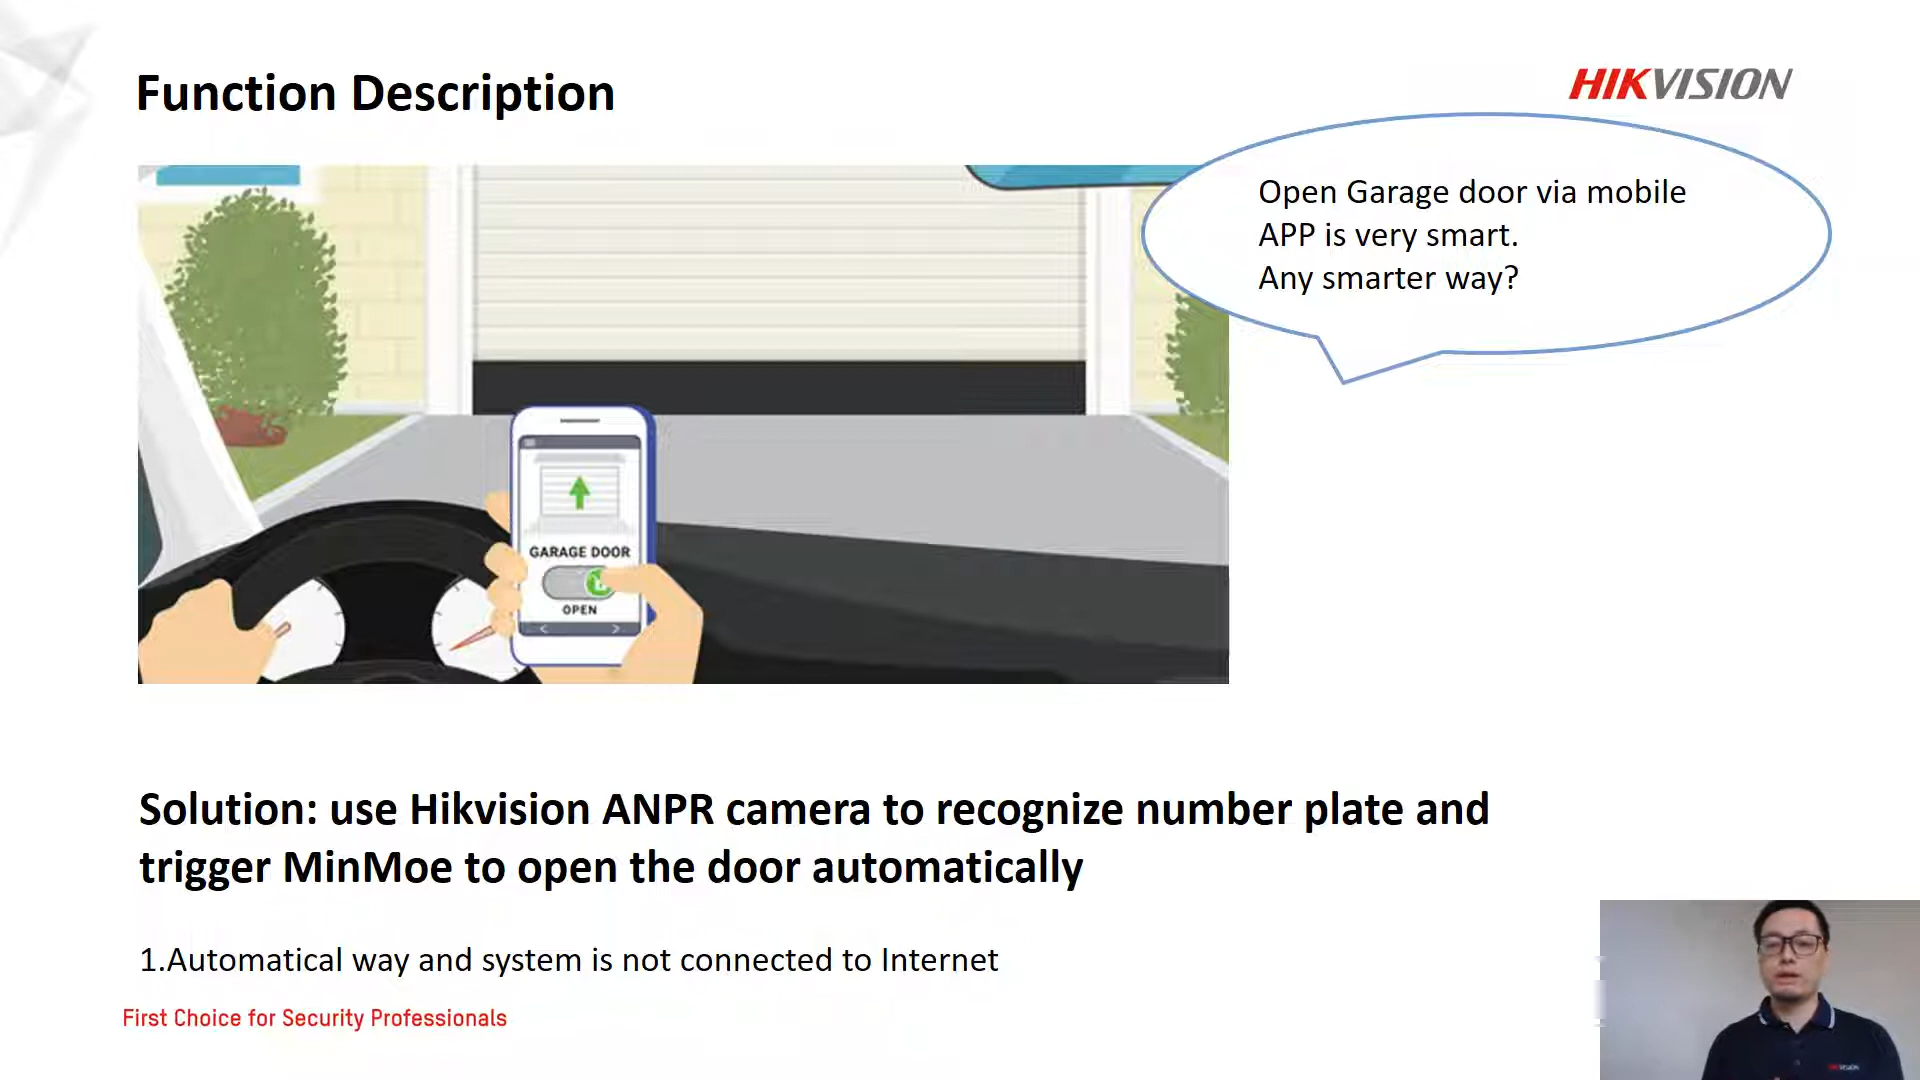 Function Description
HIKVISION
Open Garage door via mobile
APP is very smart.
Any smarter way?
GARAGE DOOR
OPEN
Solution: use Hikvision ANPR camera to recognize number plate and
trigger MinMoe to open the door automatically
1.Automatical way and system is not connected to Internet
First Choice for Security Professionals
HIKVISION